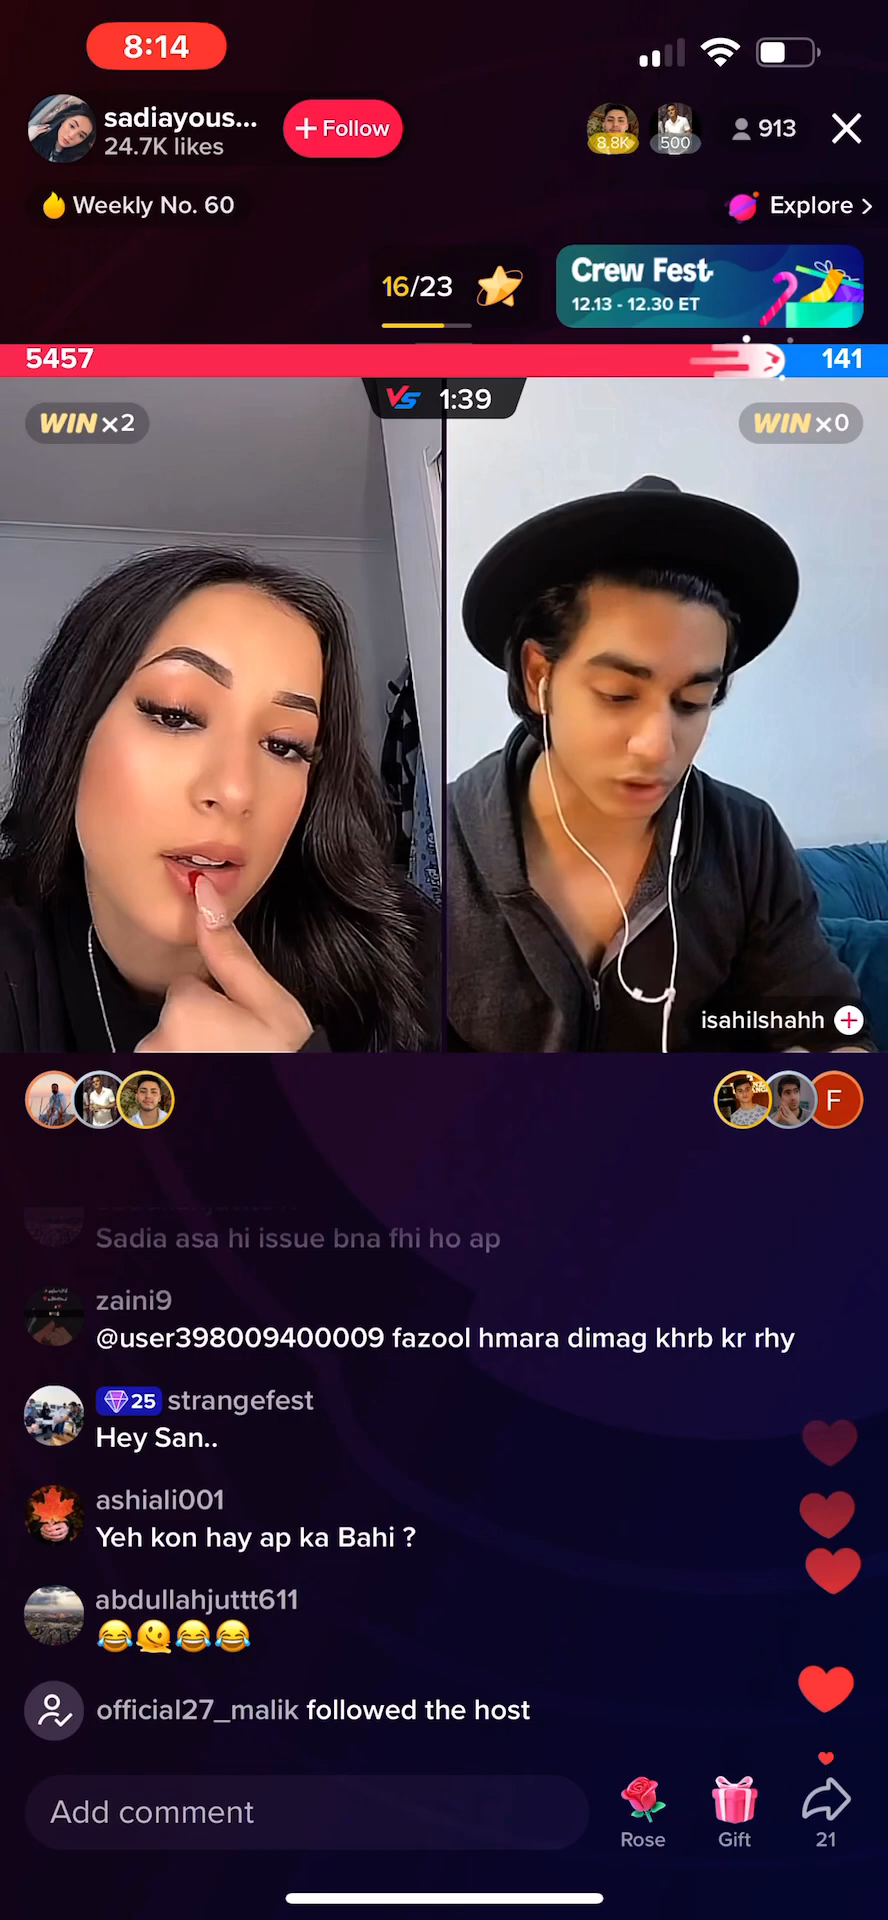 8:14
sadiayous...
24.7K likes
+ Follow
8.8K
500
913
Weekly No. 60
Explore >
16/23
Crew Fest
12.13 - 12.30 ET
5457
141
VS 1:39
WIN x2
WIN x0
isahilshahh
F
Sadia asa hi issue bna fhi ho ap
zaini9
@user398009400009 fazool hmara dimag khrb kr rhy
25 strangefest
Hey San..
ashiali001
Yeh kon hay ap ka Bahi ?
abdullahjuttt611
😂🫠😂😂
official27_malik followed the host
Add comment
Rose
Gift
21